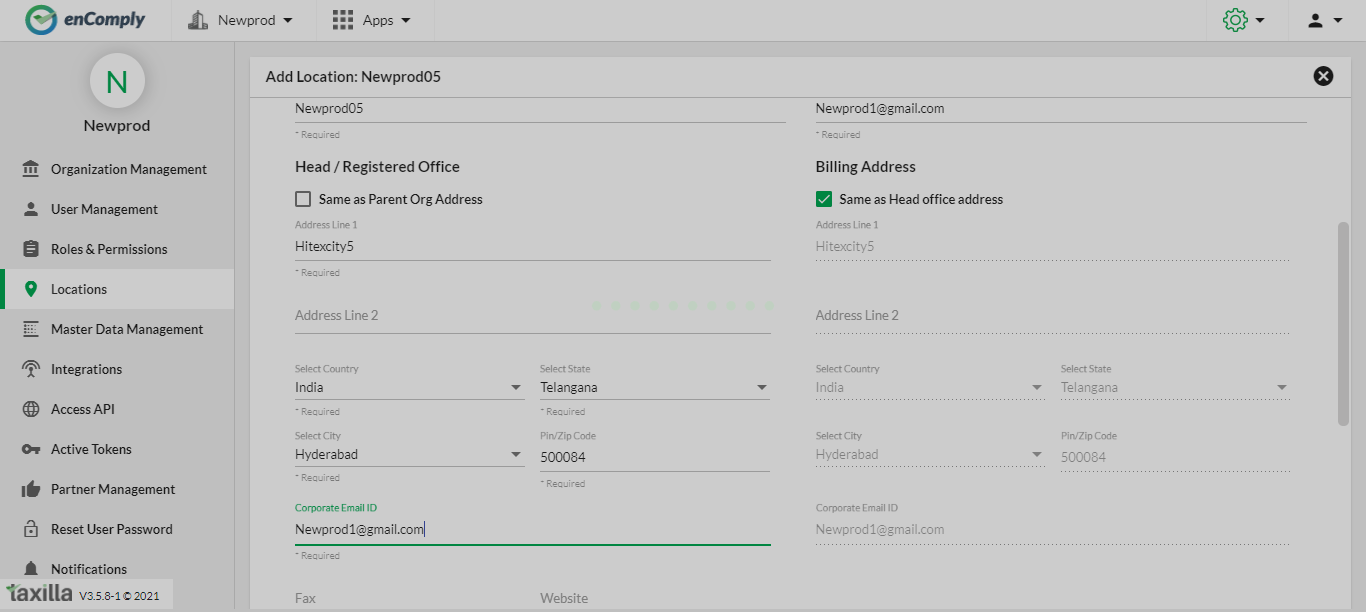 enComply
Newprod
Apps
N
Newprod
Organization Management
User Management
Roles & Permissions
Locations
Master Data Management
Integrations
Access API
Active Tokens
Partner Management
Reset User Password
Notifications
taxilla V3.5.8-1 © 2021
Add Location: Newprod05
Newprod05
* Required
Newprod1@gmail.com
* Required
Head / Registered Office
Same as Parent Org Address
Address Line 1
Hitexcity5
* Required
Address Line 2
Select Country
India
* Required
Select State
Telangana
* Required
Select City
Hyderabad
* Required
Pin/Zip Code
500084
* Required
Corporate Email ID
Newprod1@gmail.com
* Required
Fax
Website
Billing Address
Same as Head office address
Address Line 1
Hitexcity5
Address Line 2
Select Country
India
Select State
Telangana
Select City
Hyderabad
Pin/Zip Code
500084
Corporate Email ID
Newprod1@gmail.com